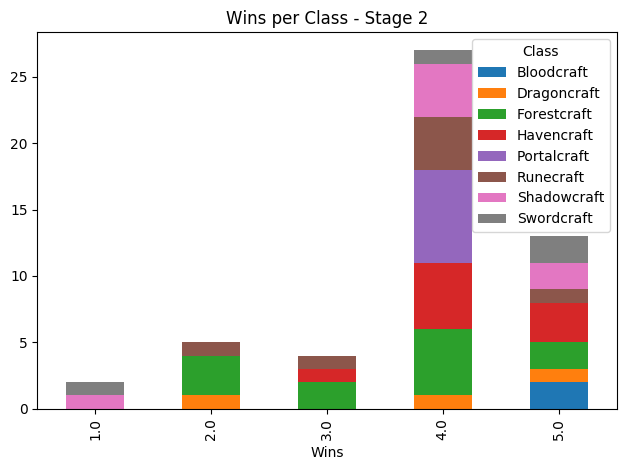 Wins per Class - Stage 2
25
20
15
10
5
0
1.0
2.0
3.0
4.0
5.0
Wins
Class
Bloodcraft
Dragoncraft
Forestcraft
Havencraft
Portalcraft
Runecraft
Shadowcraft
Swordcraft